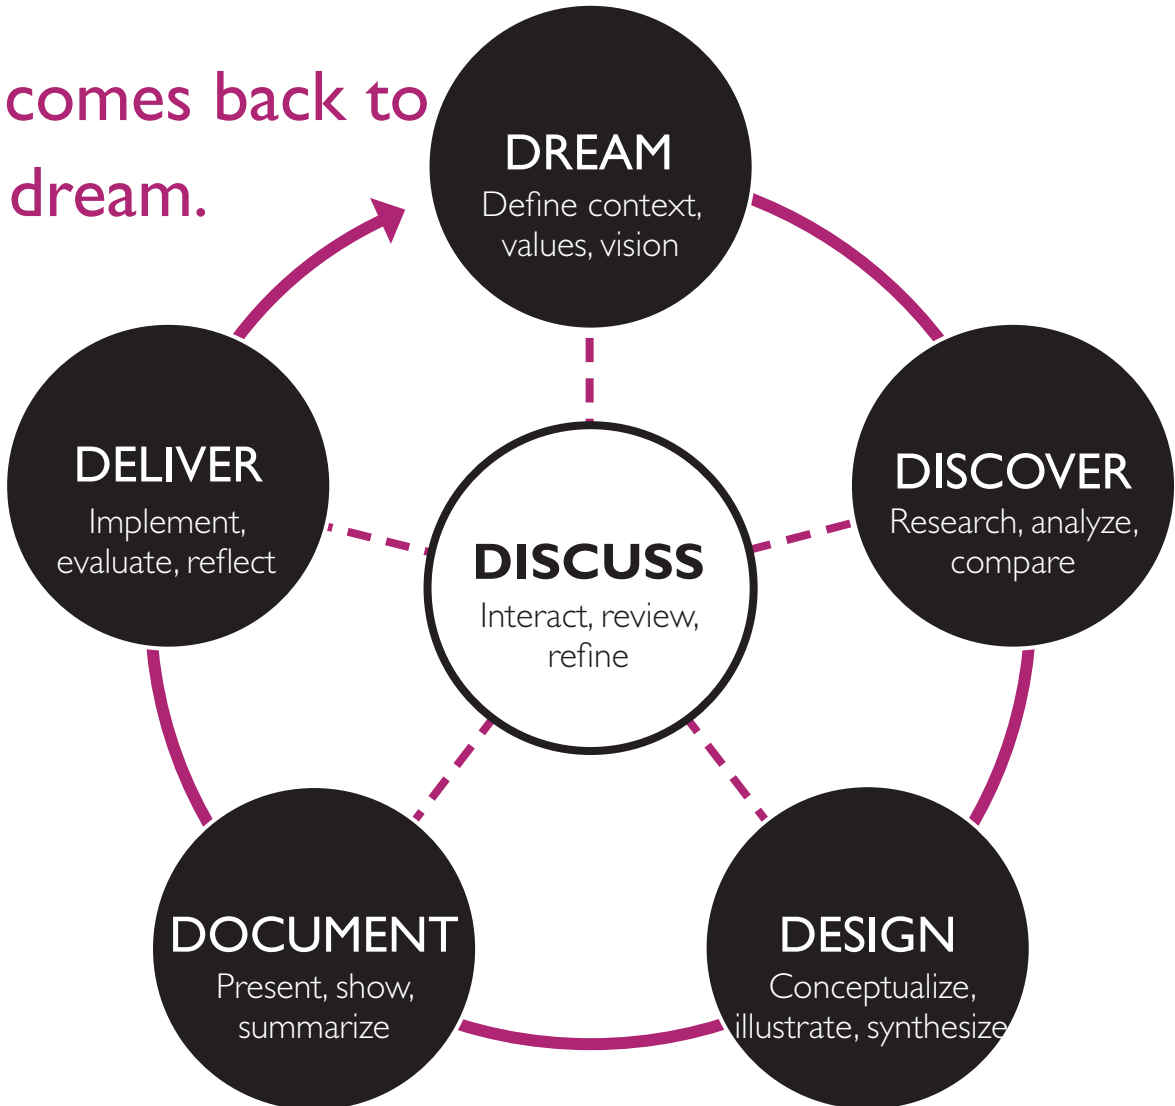 comes back to
dream.
DREAM
Define context,
values, vision
DISCOVER
Research, analyze,
compare
DESIGN
Conceptualize,
illustrate, synthesize
DOCUMENT
Present, show,
summarize
DELIVER
Implement,
evaluate, reflect
DISCUSS
Interact, review,
refine